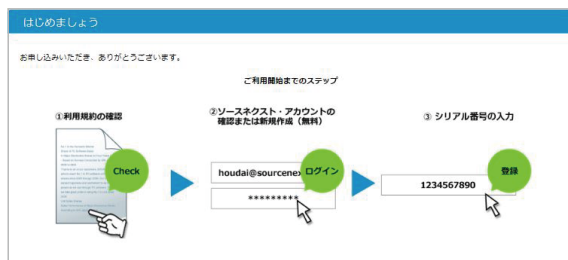 はじめましょう
お申し込みいただき、ありがとうございます。
ご利用開始までのステップ
①利用規約の確認
②ソースネクスト・アカウントの
確認または新規作成（無料）
③ シリアル番号の入力
Check
houdai@sourcenex
ログイン
*********
登録
1234567890